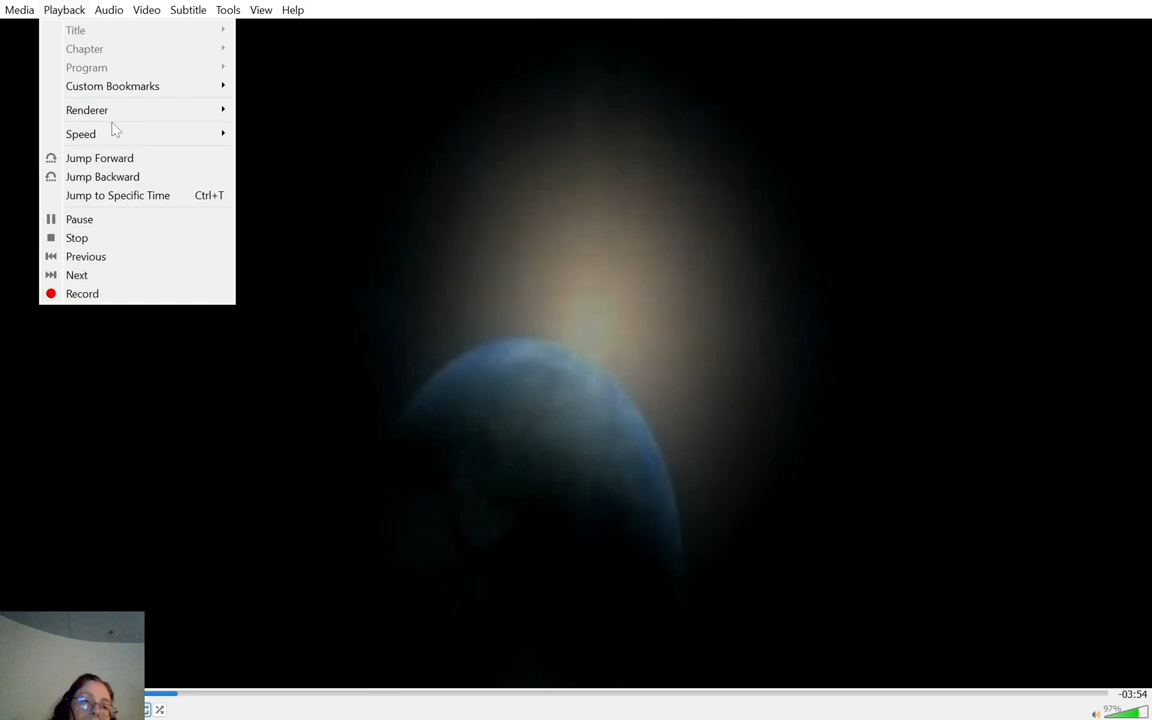 Media Playback Audio Video Subtitle Tools View Help
Title
Chapter
Program
Custom Bookmarks
Renderer
Speed
Jump Forward
Jump Backward
Jump to Specific Time Ctrl+T
Pause
Stop
Previous
Next
Record
-03:54
97%